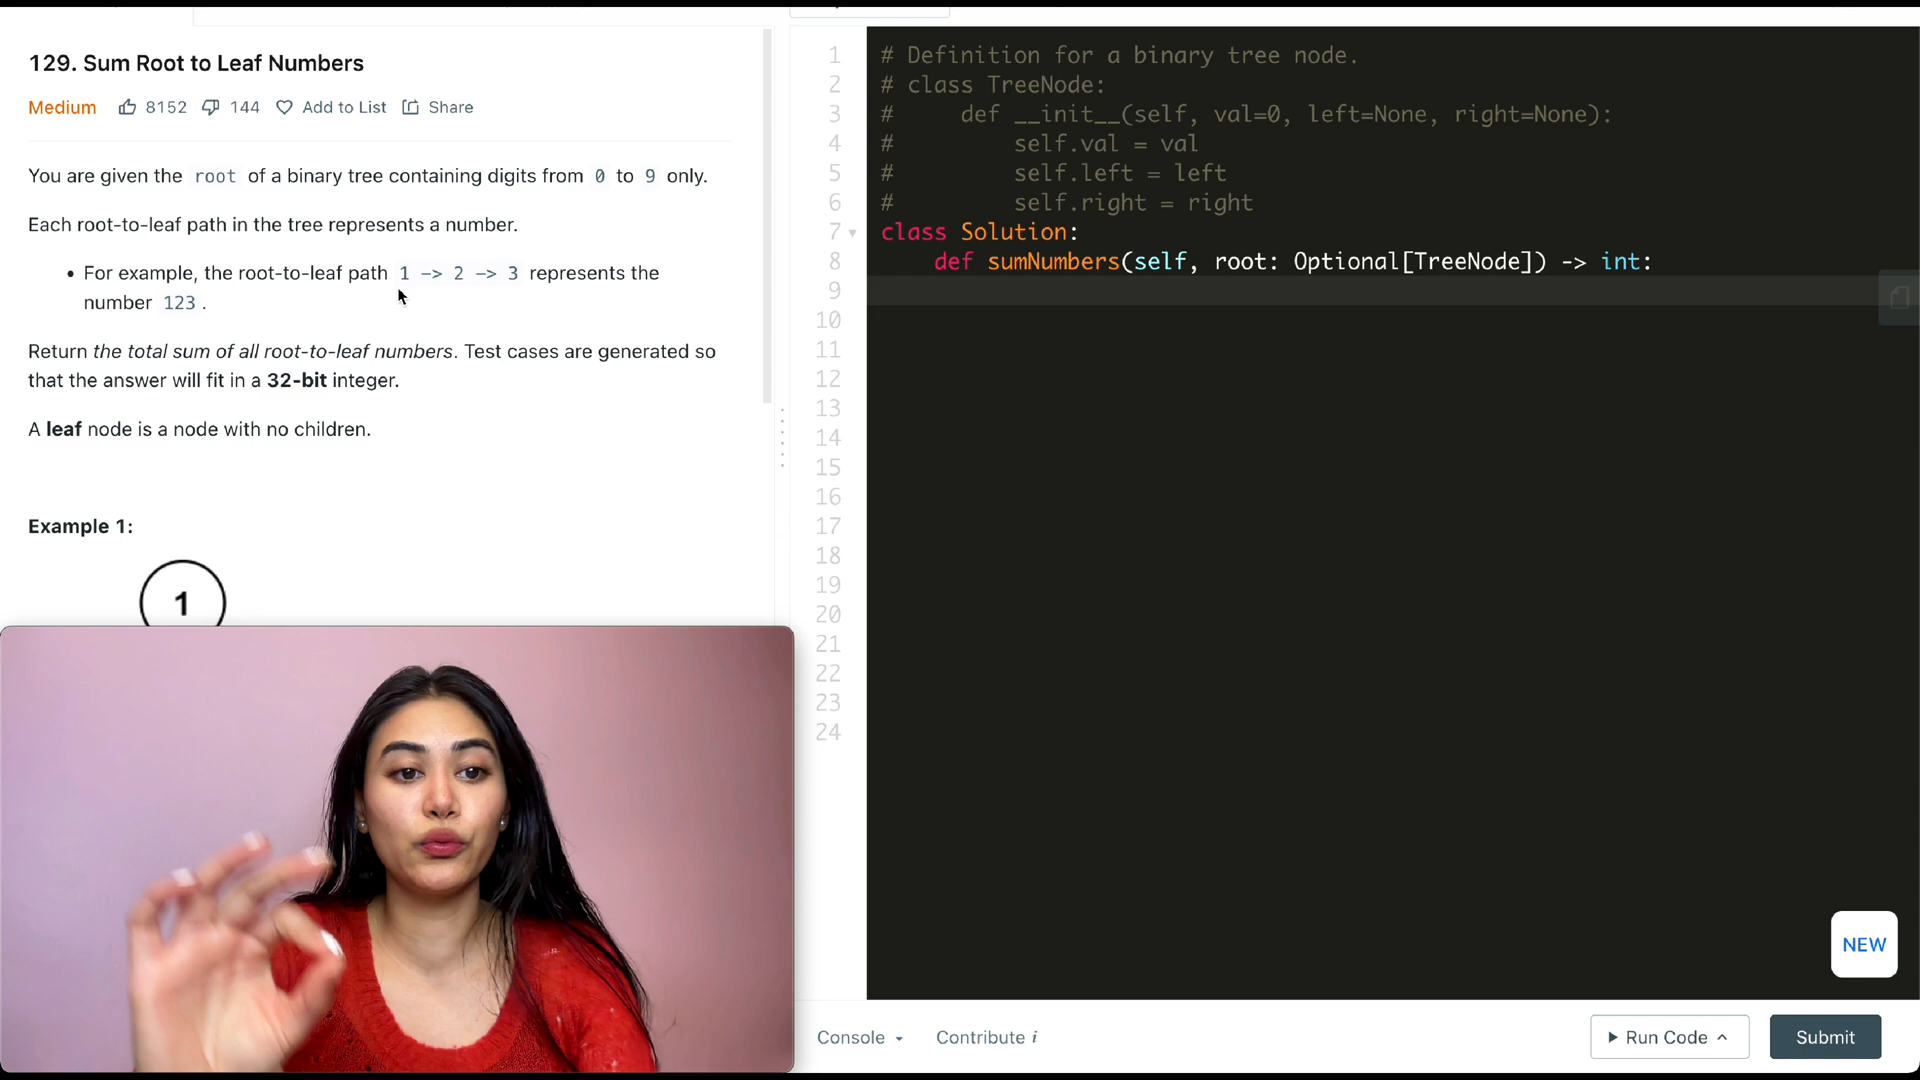 129. Sum Root to Leaf Numbers
Medium 8152 144 Add to List Share
You are given the root of a binary tree containing digits from 0 to 9 only.
Each root-to-leaf path in the tree represents a number.
• For example, the root-to-leaf path 1 -> 2 -> 3 represents the
number 123 .
Return the total sum of all root-to-leaf numbers. Test cases are generated so
that the answer will fit in a 32-bit integer.
A leaf node is a node with no children.
Example 1:
1
1 # Definition for a binary tree node.
2 # class TreeNode:
3 #     def __init__(self, val=0, left=None, right=None):
4 #         self.val = val
5 #         self.left = left
6 #         self.right = right
7 class Solution:
8     def sumNumbers(self, root: Optional[TreeNode]) -> int:
9
10
11
12
13
14
15
16
17
18
19
20
21
22
23
24
NEW
Console Contribute i
Run Code Submit